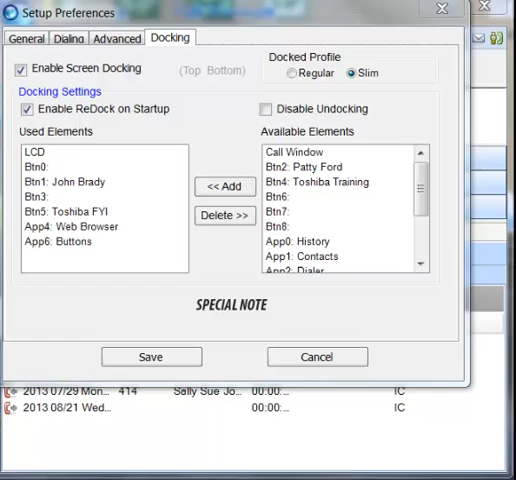 Setup Preferences
General Dialing Advanced Docking
Enable Screen Docking (Top Bottom) Docked Profile
Regular Slim
Docking Settings
Enable ReDock on Startup Disable Undocking
Used Elements Available Elements
LCD Call Window
Btn0: Btn2: Patty Ford
Btn1: John Brady Btn4: Toshiba Training
Btn3: Btn6:
Btn5: Toshiba FYI Btn7:
App4: Web Browser Btn8:
App6: Buttons App0: History
App1: Contacts
App2: Dialer
<< Add
Delete >>
SPECIAL NOTE
Save Cancel
2013 07/29 Mon... 414 Sally Sue Jo... 00:00:... IC
2013 08/21 Wed... 00:00:... IC